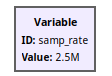 Variable
ID: samp_rate
Value: 2.5M